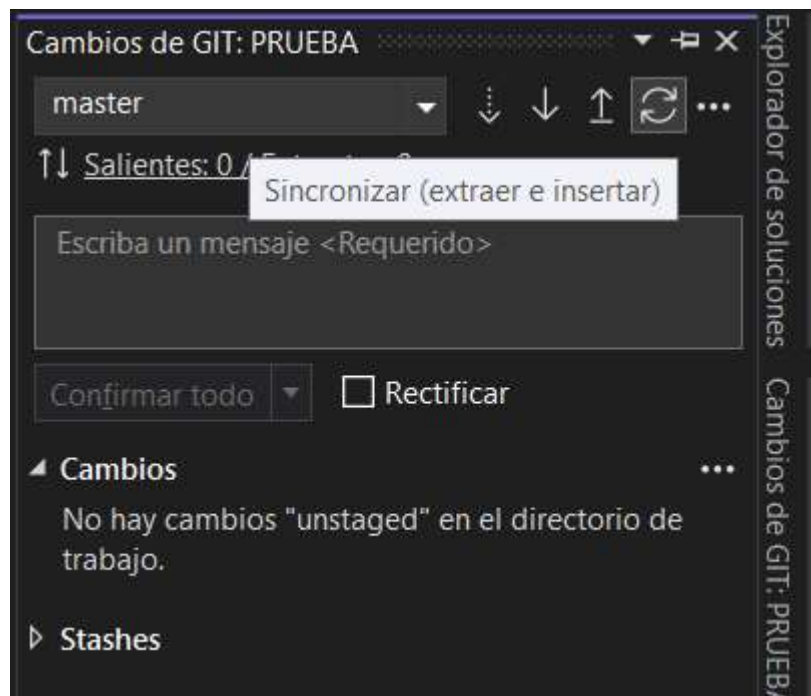 Cambios de GIT: PRUEBA
master
Salientes: 0 /
Sincronizar (extraer e insertar)
Escriba un mensaje <Requerido>
Confirmar todo
Rectificar
Cambios
No hay cambios "unstaged" en el directorio de
trabajo.
Stashes
Explorador de soluciones
Cambios de GIT: PRUEBA